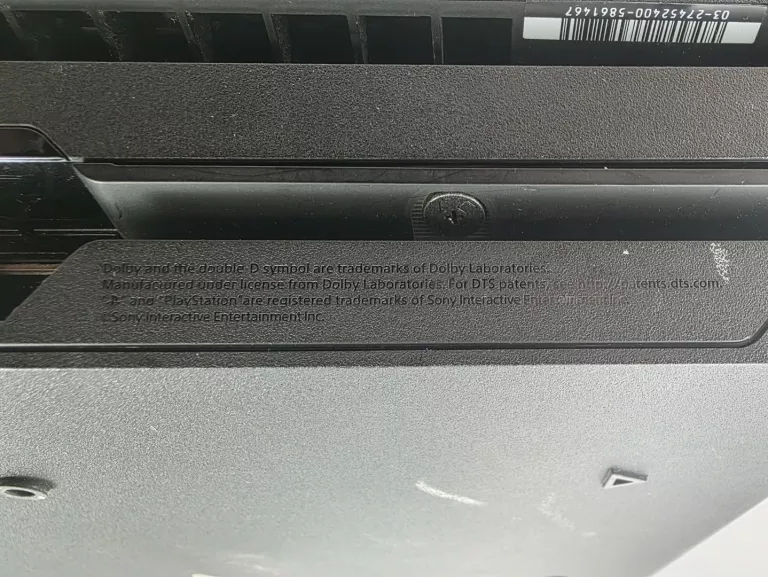 03-27452400-5861467
Dolby and the double-D symbol are trademarks of Dolby Laboratories.
Manufactured under license from Dolby Laboratories. For DTS patents, see http://patents.dts.com.
" " and "PlayStation" are registered trademarks of Sony Interactive Entertainment Inc.
©Sony Interactive Entertainment Inc.